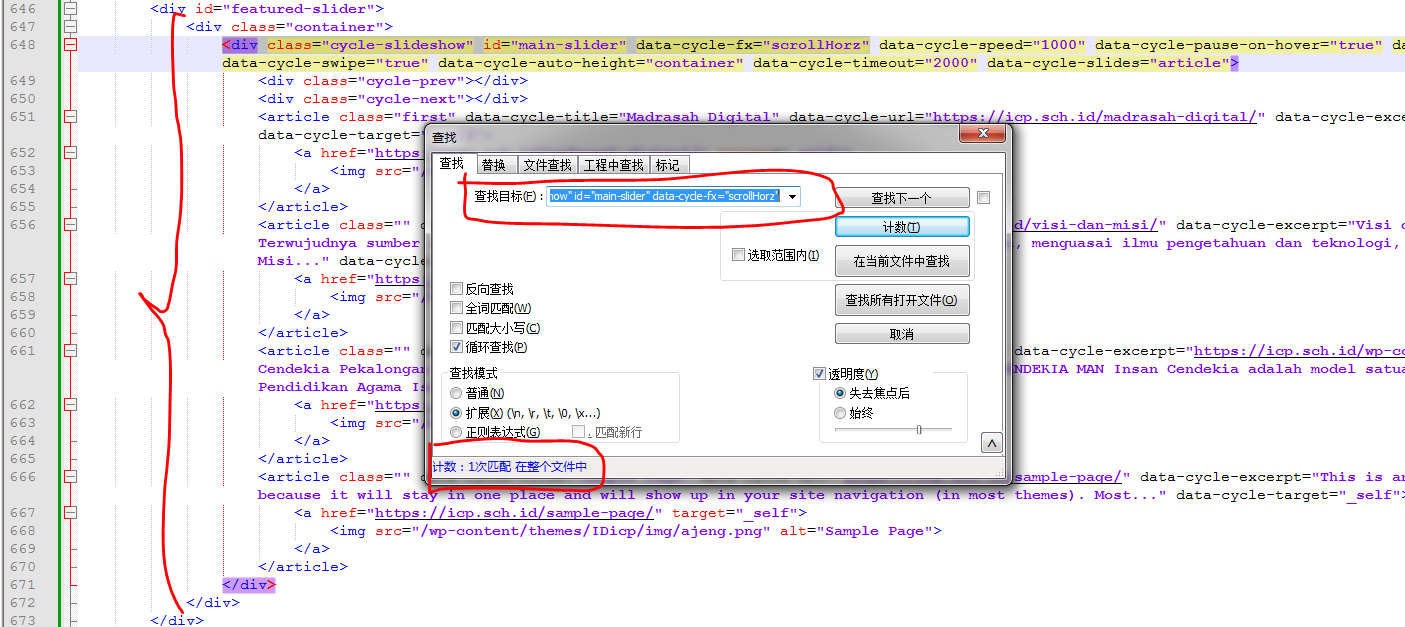 646 <div id="featured-slider">
647 <div class="container">
648 <div class="cycle-slideshow" id="main-slider" data-cycle-fx="scrollHorz" data-cycle-speed="1000" data-cycle-pause-on-hover="true"
data-cycle-swipe="true" data-cycle-auto-height="container" data-cycle-timeout="2000" data-cycle-slides="article">
649 <div class="cycle-prev"></div>
650 <div class="cycle-next"></div>
651 <article class="first" data-cycle-title="Madrasah Digital" data-cycle-url="https://icp.sch.id/madrasah-digital/" data-cycle-exce
data-cycle-target=
652 <a href="https
653 <img src="/
654 </a>
655 </article>
656 <article class="" d
d/visi-dan-misi/" data-cycle-excerpt="Visi
Terwujudnya sumber
, menguasai ilmu pengetahuan dan teknologi,
Misi..." data-cycle
657 <a href="https
658 <img src="/
659 </a>
660 </article>
661 <article class="" d
data-cycle-excerpt="https://icp.sch.id/wp-co
Cendekia Pekalongan
NDEKIA MAN Insan Cendekia adalah model satua
Pendidikan Agama Is
662 <a href="https
663 <img src="/
664 </a>
665 </article>
666 <article class="" d
sample-page/" data-cycle-excerpt="This is an
because it will stay in one place and will show up in your site navigation (in most themes). Most..." data-cycle-target="_self">
667 <a href="https://icp.sch.id/sample-page/" target="_self">
668 <img src="/wp-content/themes/IDicp/img/ajeng.png" alt="Sample Page">
669 </a>
670 </article>
671 </div>
672 </div>
673 </div>
查找
查找 替换 文件查找 工程中查找 标记
查找目标(F) : how" id="main-slider" data-cycle-fx="scrollHorz"
查找下一个
计数(T)
选取范围内(I)
在当前文件中查找
查找所有打开文件(O)
取消
反向查找
全词匹配(W)
匹配大小写(C)
循环查找(P)
查找模式
普通(N)
扩展(X) (\n, \r, \t, \0, \x...)
正则表达式(G) . 匹配新行
透明度(Y)
失去焦点后
始终
计数：1次匹配 在整个文件中